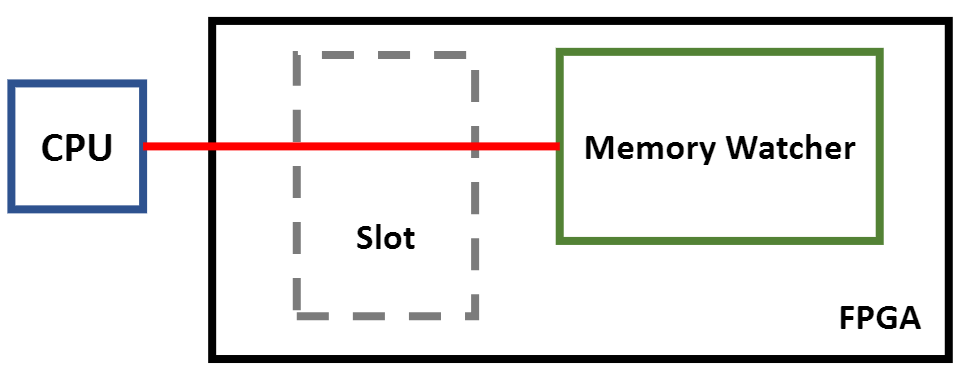 CPU
Memory Watcher
Slot
FPGA